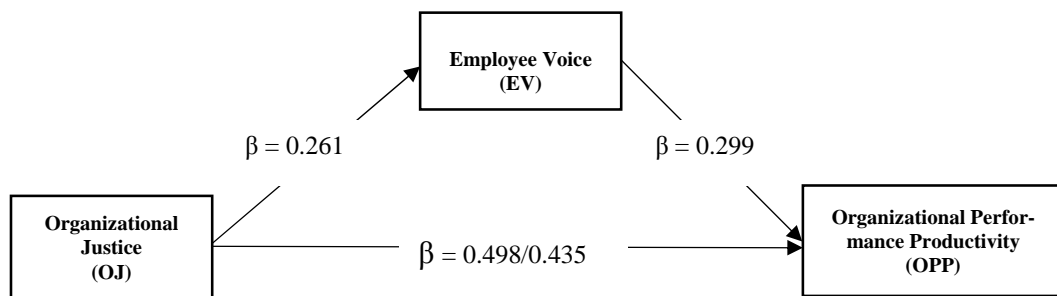 Employee Voice
(EV)
β = 0.261
β = 0.299
Organizational
Justice
(OJ)
β = 0.498/0.435
Organizational Perfor-
mance Productivity
(OPP)